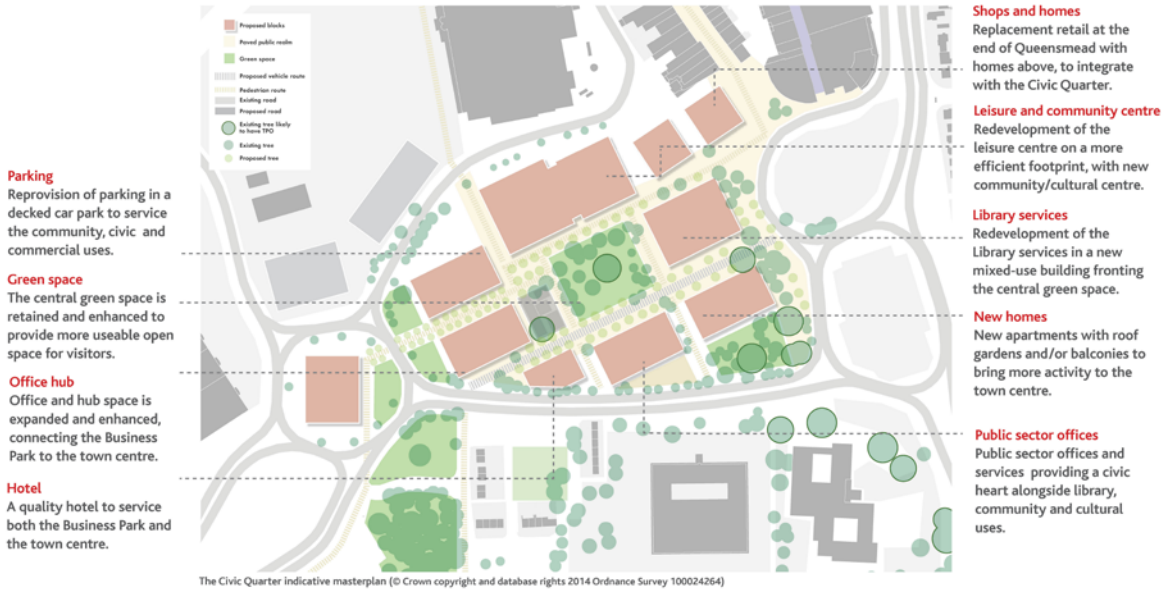 Proposed blocks
Paved public realm
Green space
Proposed vehicle route
Pedestrian route
Existing road
Proposed road
Existing tree likely
to have TPO
Existing tree
Proposed tree
Parking
Reprovision of parking in a
decked car park to service
the community, civic and
commercial uses.
Green space
The central green space is
retained and enhanced to
provide more useable open
space for visitors.
Office hub
Office and hub space is
expanded and enhanced,
connecting the Business
Park to the town centre.
Hotel
A quality hotel to service
both the Business Park and
the town centre.
Shops and homes
Replacement retail at the
end of Queensmead with
homes above, to integrate
with the Civic Quarter.
Leisure and community centre
Redevelopment of the
leisure centre on a more
efficient footprint, with new
community/cultural centre.
Library services
Redevelopment of the
Library services in a new
mixed-use building fronting
the central green space.
New homes
New apartments with roof
gardens and/or balconies to
bring more activity to the
town centre.
Public sector offices
Public sector offices and
services providing a civic
heart alongside library,
community and cultural
uses.
The Civic Quarter indicative masterplan (© Crown copyright and database rights 2014 Ordnance Survey 100024264)